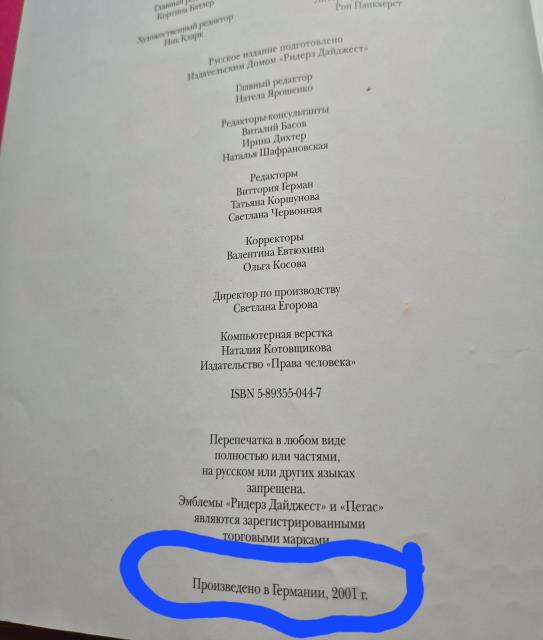 Главный
Кортина Батлер
Рон Панкхерст
Художественный редактор
Ник Кларк
Русское издание подготовлено
Издательским Домом «Ридерз Дайджест»
Главный редактор
Натела Ярошенко
Редакторы-консультанты
Виталий Басов
Ирина Дихтер
Наталья Шафрановская
Редакторы
Виттория Герман
Татьяна Коршунова
Светлана Червонная
Корректоры
Валентина Евтюхина
Ольга Косова
Директор по производству
Светлана Егорова
Компьютерная верстка
Наталия Котовщикова
Издательство «Права человека»
ISBN 5-89355-044-7
Перепечатка в любом виде
полностью или частями,
на русском или других языках
запрещена.
Эмблемы «Ридерз Дайджест» и «Пегас»
являются зарегистрированными
торговыми марками
Произведено в Германии, 2001 г.